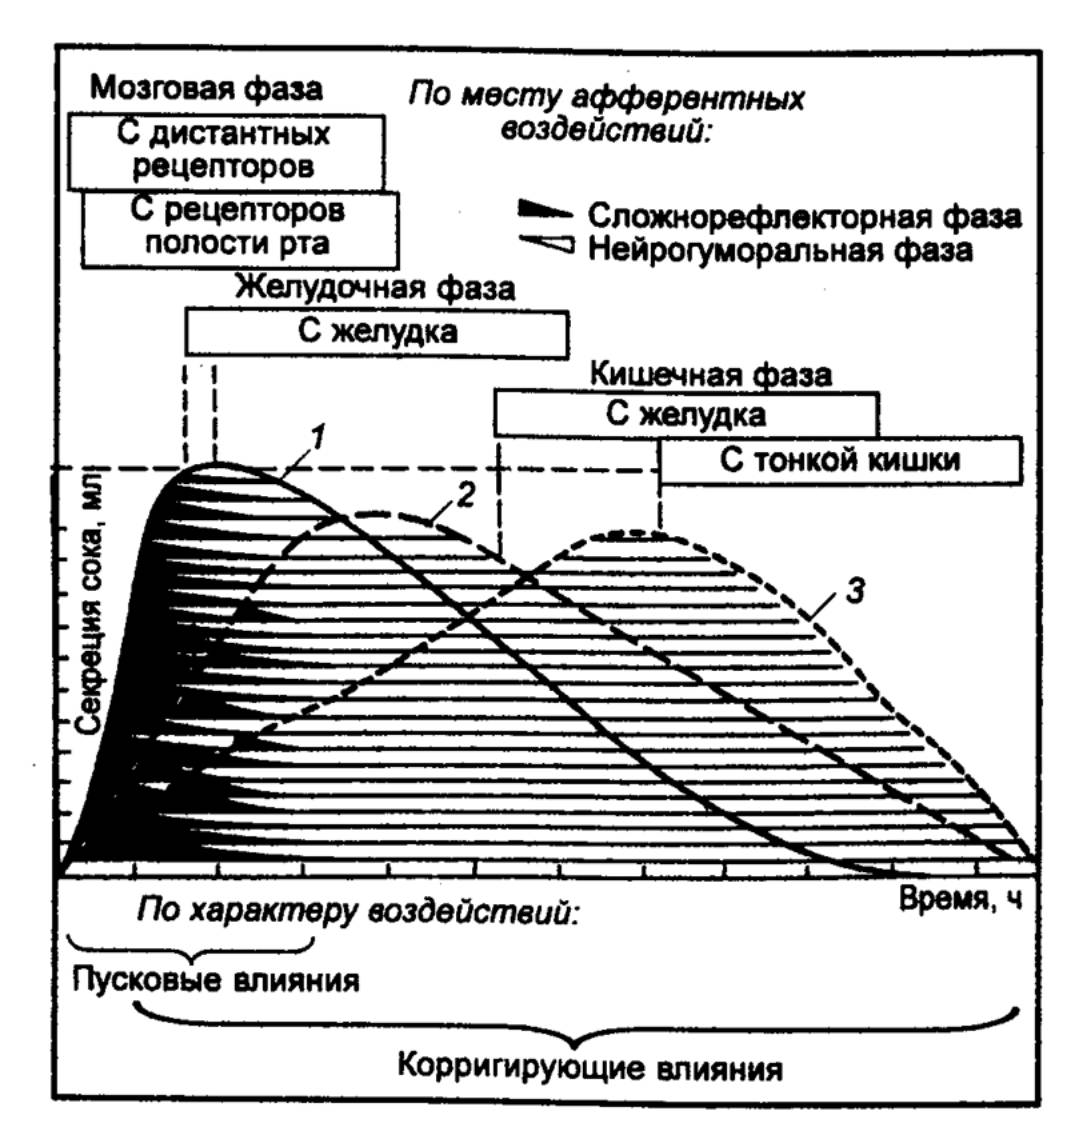 Мозговая фаза
По месту афферентных
воздействий:
С дистантных
рецепторов
С рецепторов
полости рта
Сложнорефлекторная фаза
Нейрогуморальная фаза
Желудочная фаза
С желудка
Кишечная фаза
С желудка
С тонкой кишки
1
2
3
Секреция сока, мл
Время, ч
По характеру воздействий:
Пусковые влияния
Корригирующие влияния